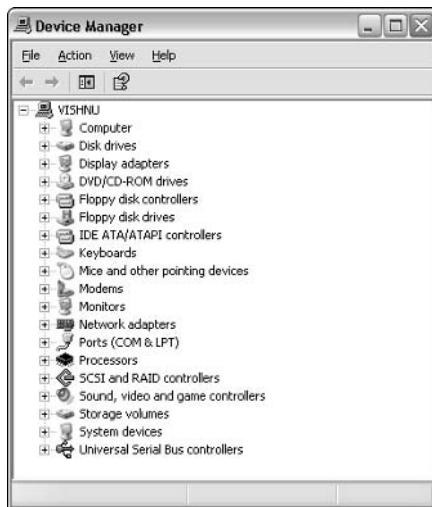 Device Manager
File Action View Help
VISHNU
Computer
Disk drives
Display adapters
DVD/CD-ROM drives
Floppy disk controllers
Floppy disk drives
IDE ATA/ATAPI controllers
Keyboards
Mice and other pointing devices
Modems
Monitors
Network adapters
Ports (COM & LPT)
Processors
SCSI and RAID controllers
Sound, video and game controllers
Storage volumes
System devices
Universal Serial Bus controllers